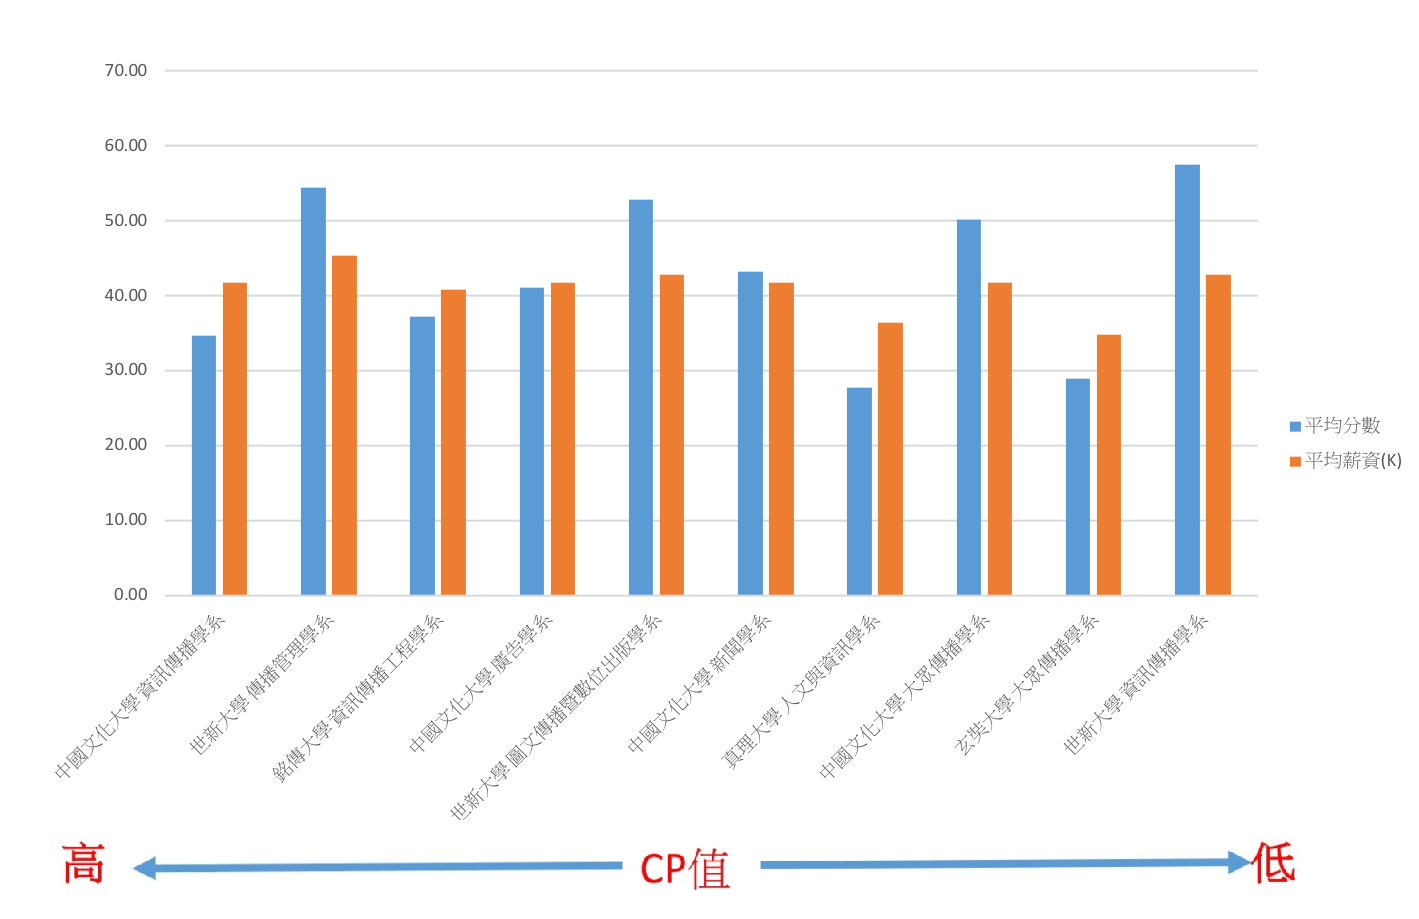 70.00
60.00
50.00
40.00
30.00
20.00
10.00
0.00
中國文化大學 資訊傳播學系
世新大學 傳播管理學系
銘傳大學 資訊傳播工程學系
中國文化大學 廣告學系
世新大學 圖文傳播暨數位出版學系
中國文化大學 新聞學系
真理大學 人文與資訊學系
中國文化大學 大眾傳播學系
玄奘大學 大眾傳播學系
世新大學 資訊傳播學系
平均分數
平均薪資(K)
高 CP值 低